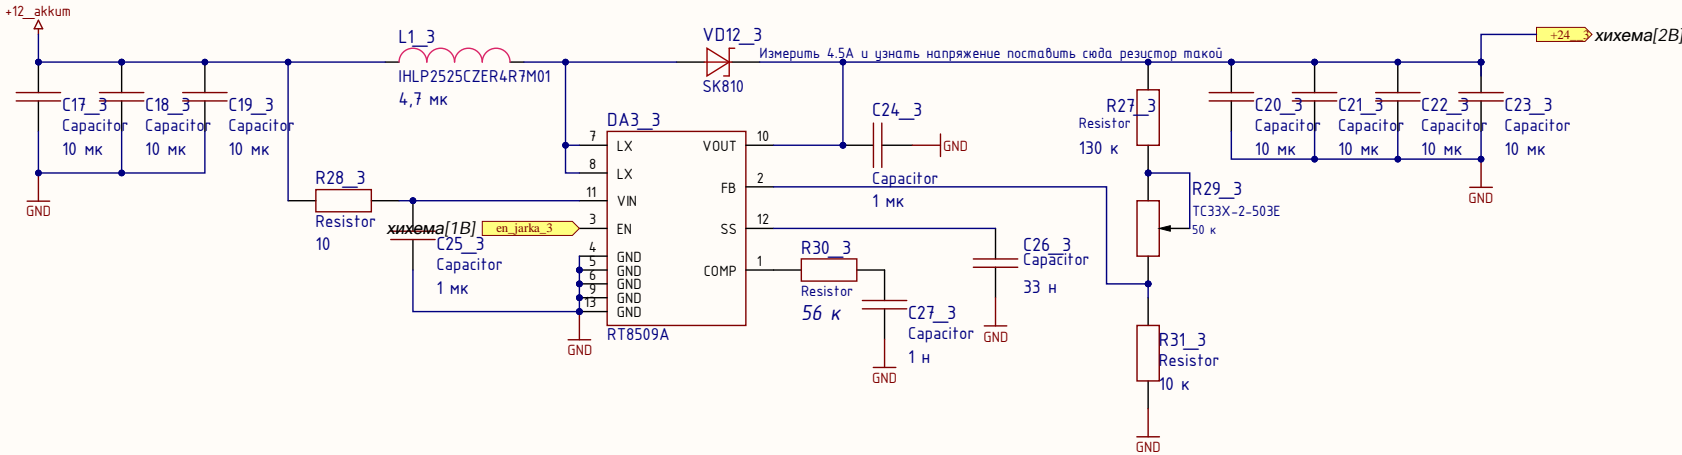 +12_akkum
L1_3
IHLP2525CZER4R7M01
4,7 мк
VD12_3
SK810
Измерить 4.5А и узнать напряжение поставить сюда резистор такой
+24_3
хихема[2B]
C17_3
Capacitor
10 мк
C18_3
Capacitor
10 мк
C19_3
Capacitor
10 мк
GND
R28_3
Resistor
10
хихема[1B]
en_jarka_3
C25_3
Capacitor
1 мк
DA3_3
7 LX
8 LX
11 VIN
3 EN
4 GND
5 GND
6 GND
9 GND
13 GND
VOUT 10
FB 2
SS 12
COMP 1
RT8509A
GND
C24_3
GND
Capacitor
1 мк
R30_3
Resistor
56 к
C27_3
Capacitor
1 н
GND
C26_3
Capacitor
33 н
GND
R27_3
Resistor
130 к
R29_3
TC33X-2-503E
50 к
R31_3
Resistor
10 к
GND
C20_3
Capacitor
10 мк
C21_3
Capacitor
10 мк
C22_3
Capacitor
10 мк
C23_3
Capacitor
10 мк
GND